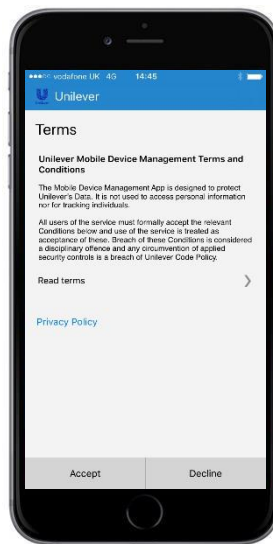 vodafone UK 4G 14:45
Unilever
Terms
Unilever Mobile Device Management Terms and
Conditions
The Mobile Device Management App is designed to protect
Unilever's Data. It is not used to access personal information
nor for tracking individuals.
All users of the service must formally accept the relevant
Conditions below and use of the service is treated as
acceptance of these. Breach of these Conditions is considered
a disciplinary offence and any circumvention of applied
security controls is a breach of Unilever Code Policy.
Read terms
Privacy Policy
Accept Decline